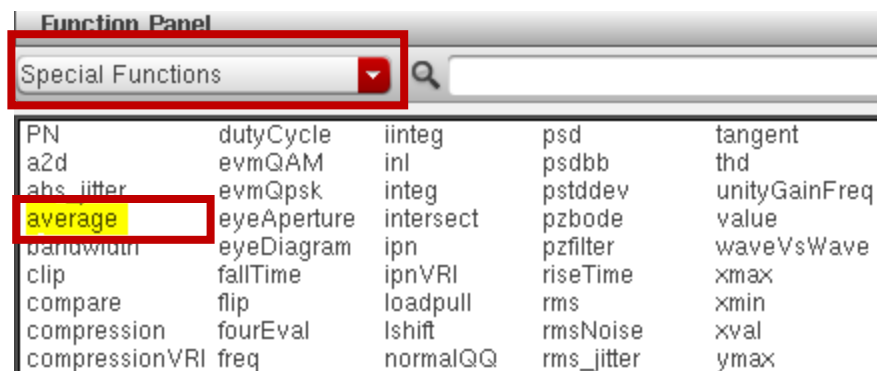 Function Panel
Special Functions
PN dutyCycle iinteg psd tangent
a2d evmQAM inl psdbb thd
abs_jitter evmQpsk integ pstddev unityGainFreq
average eyeAperture intersect pzbode value
bandwidth eyeDiagram ipn pzfilter waveVsWave
clip fallTime ipnVRI riseTime xmax
compare flip loadpull rms xmin
compression fourEval lshift rmsNoise xval
compressionVRI freq normalQQ rms_jitter ymax